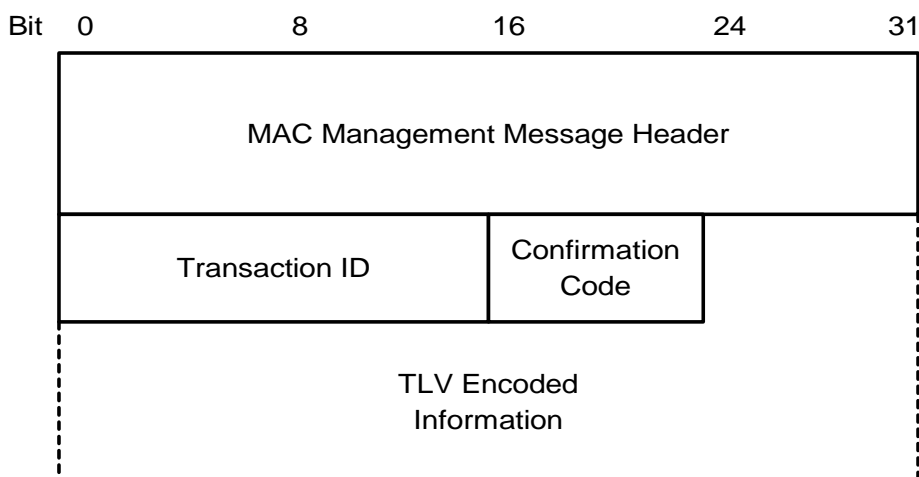 Bit 0 8 16 24 31
MAC Management Message Header
Transaction ID
Confirmation
Code
TLV Encoded
Information